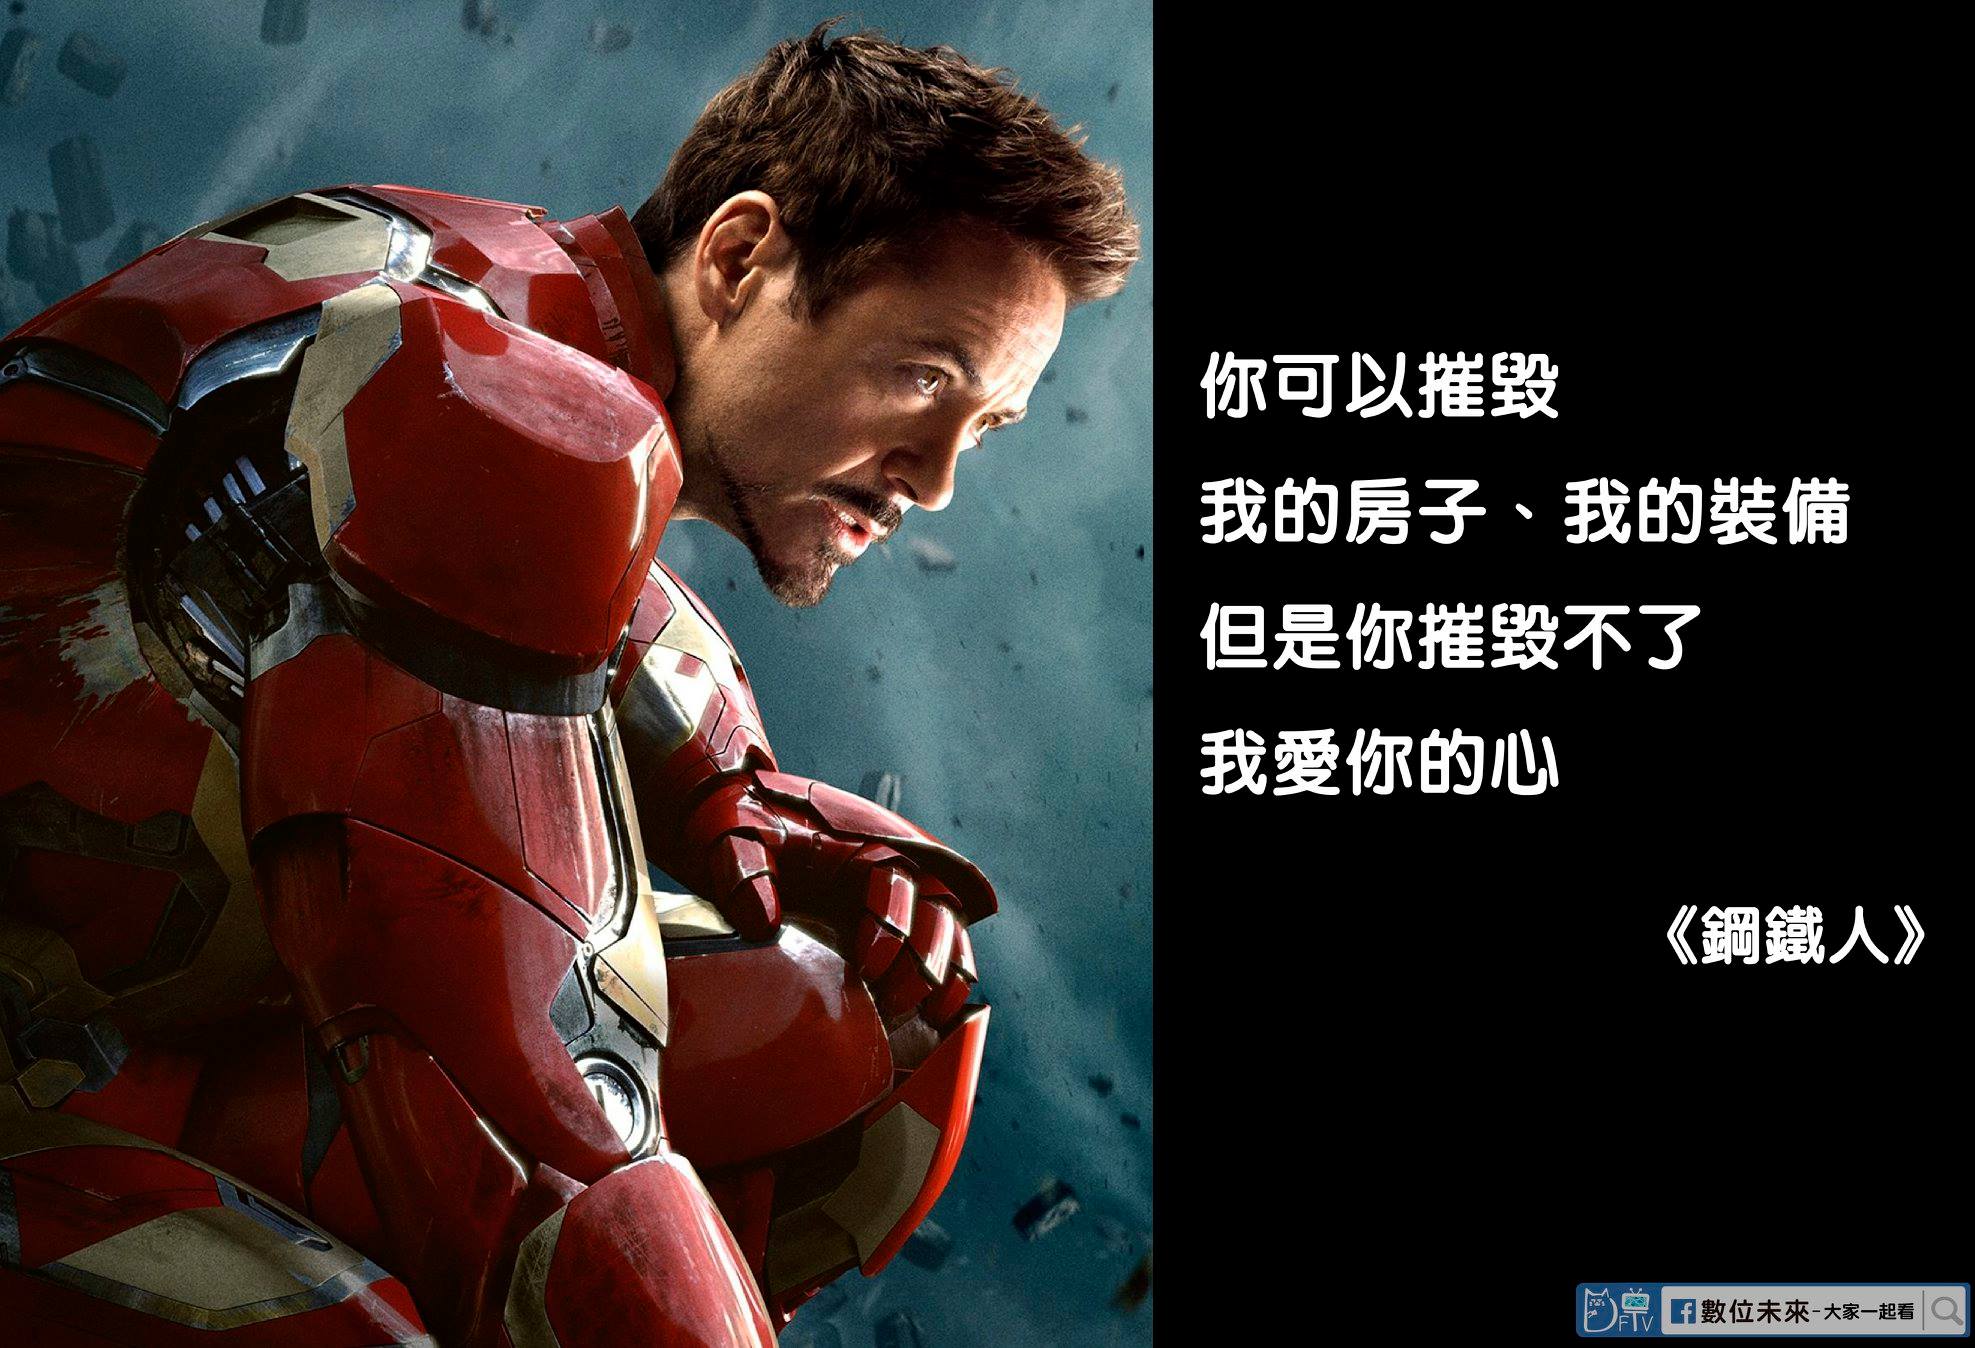 你可以摧毀
我的房子、我的裝備
但是你摧毀不了
我愛你的心
《鋼鐵人》
FTV
數位未來-大家一起看